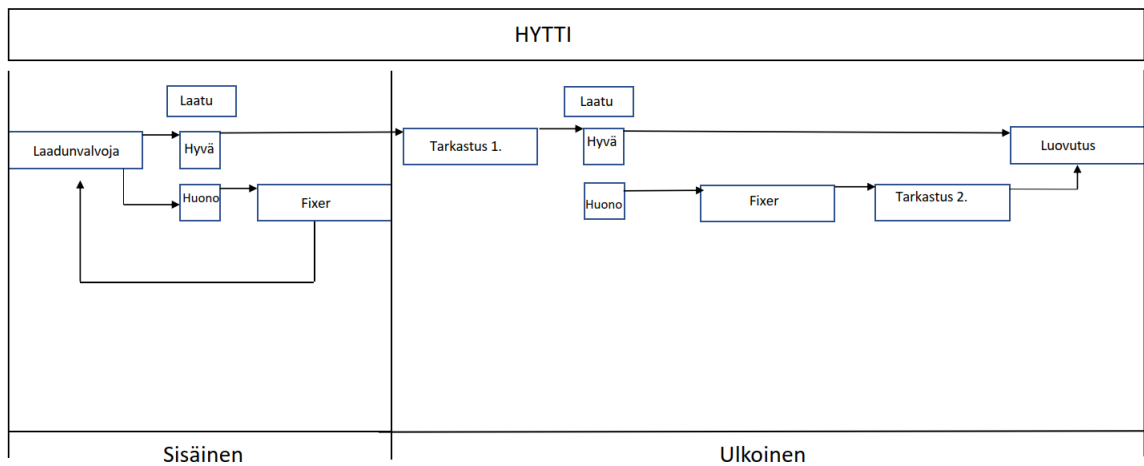 HYTTI
Laatu
Laadunvalvoja
Hyvä
Huono
Fixer
Laatu
Tarkastus 1.
Hyvä
Luovutus
Huono
Fixer
Tarkastus 2.
Sisäinen
Ulkoinen